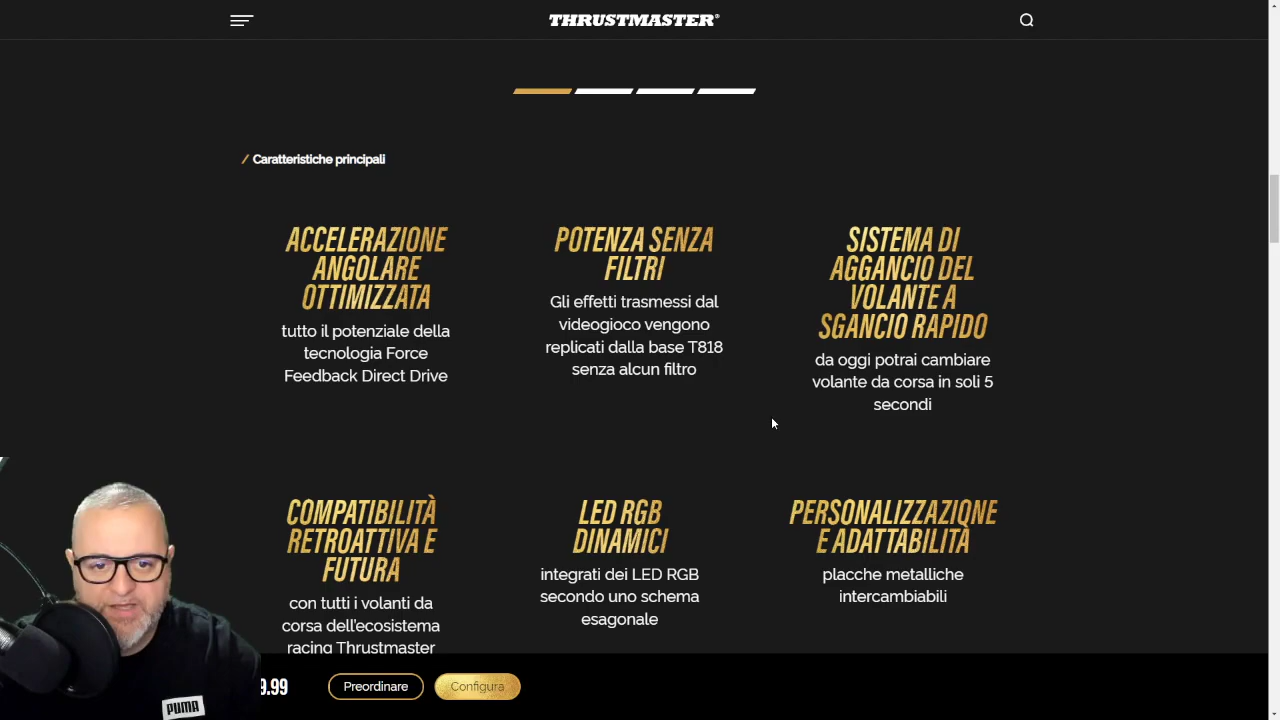 THRUSTMASTER®
/ Caratteristiche principali
ACCELERAZIONE
ANGOLARE
OTTIMIZZATA
tutto il potenziale della
tecnologia Force
Feedback Direct Drive
POTENZA SENZA
FILTRI
Gli effetti trasmessi dal
videogioco vengono
replicati dalla base T818
senza alcun filtro
SISTEMA DI
AGGANCIO DEL
VOLANTE A
SGANCIO RAPIDO
da oggi potrai cambiare
volante da corsa in soli 5
secondi
COMPATIBILITÀ
RETROATTIVA E
FUTURA
con tutti i volanti da
corsa dell'ecosistema
racing Thrustmaster
LED RGB
DINAMICI
integrati dei LED RGB
secondo uno schema
esagonale
PERSONALIZZAZIONE
E ADATTABILITÀ
placche metalliche
intercambiabili
9.99
Preordinare
Configura
PUMA